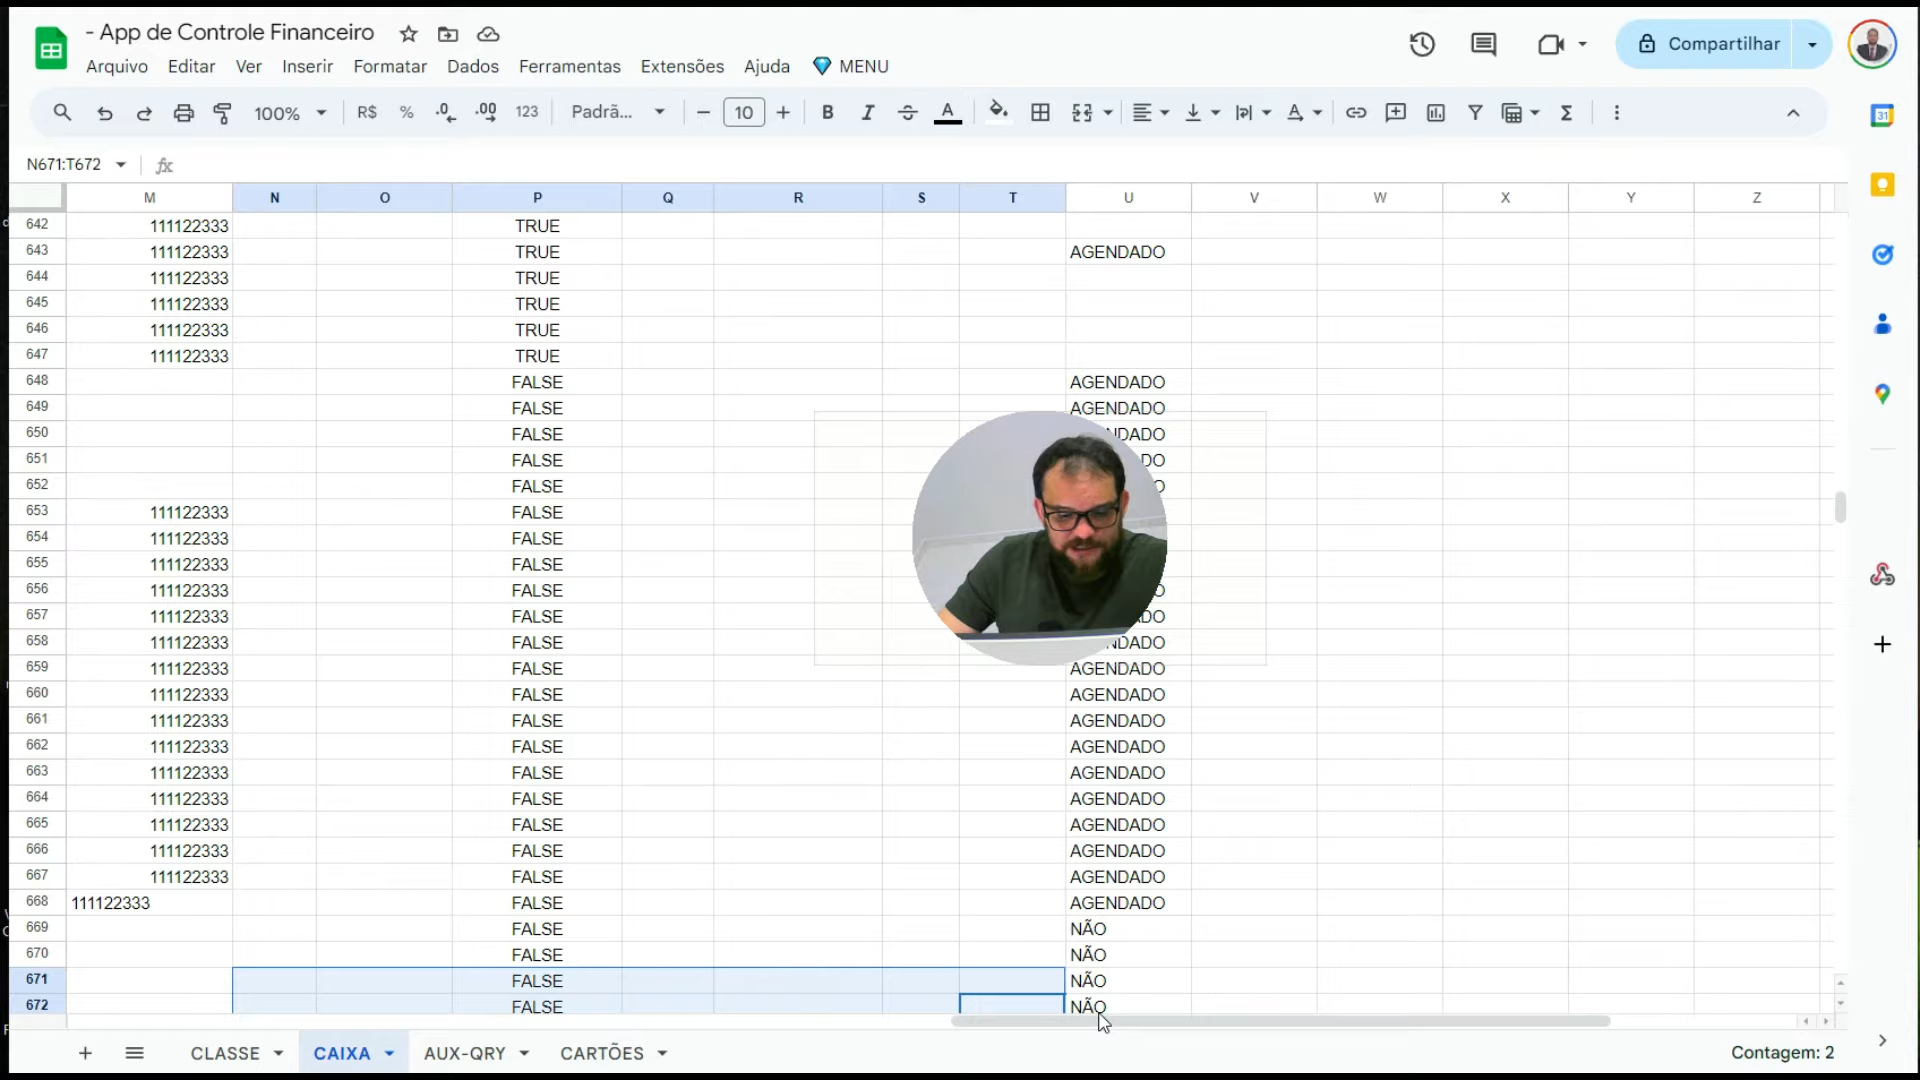 - App de Controle Financeiro
Compartilhar
Arquivo Editar Ver Inserir Formatar Dados Ferramentas Extensões Ajuda MENU
100% R$ % .0 .00 123 Padrã... 10 B I A
31
N671:T672 fx
M N O P Q R S T U V W X Y Z
642 111122333 TRUE
643 111122333 TRUE AGENDADO
644 111122333 TRUE
645 111122333 TRUE
646 111122333 TRUE
647 111122333 TRUE
648 FALSE AGENDADO
649 FALSE AGENDADO
650 FALSE NDADO
651 FALSE DO
652 FALSE O
653 111122333 FALSE
654 111122333 FALSE
655 111122333 FALSE
656 111122333 FALSE O
657 111122333 FALSE DO
658 111122333 FALSE NDADO
659 111122333 FALSE AGENDADO
660 111122333 FALSE AGENDADO
661 111122333 FALSE AGENDADO
662 111122333 FALSE AGENDADO
663 111122333 FALSE AGENDADO
664 111122333 FALSE AGENDADO
665 111122333 FALSE AGENDADO
666 111122333 FALSE AGENDADO
667 111122333 FALSE AGENDADO
668 111122333 FALSE AGENDADO
669 FALSE NÃO
670 FALSE NÃO
671 FALSE NÃO
672 FALSE NÃO
CLASSE CAIXA AUX-QRY CARTÕES Contagem: 2